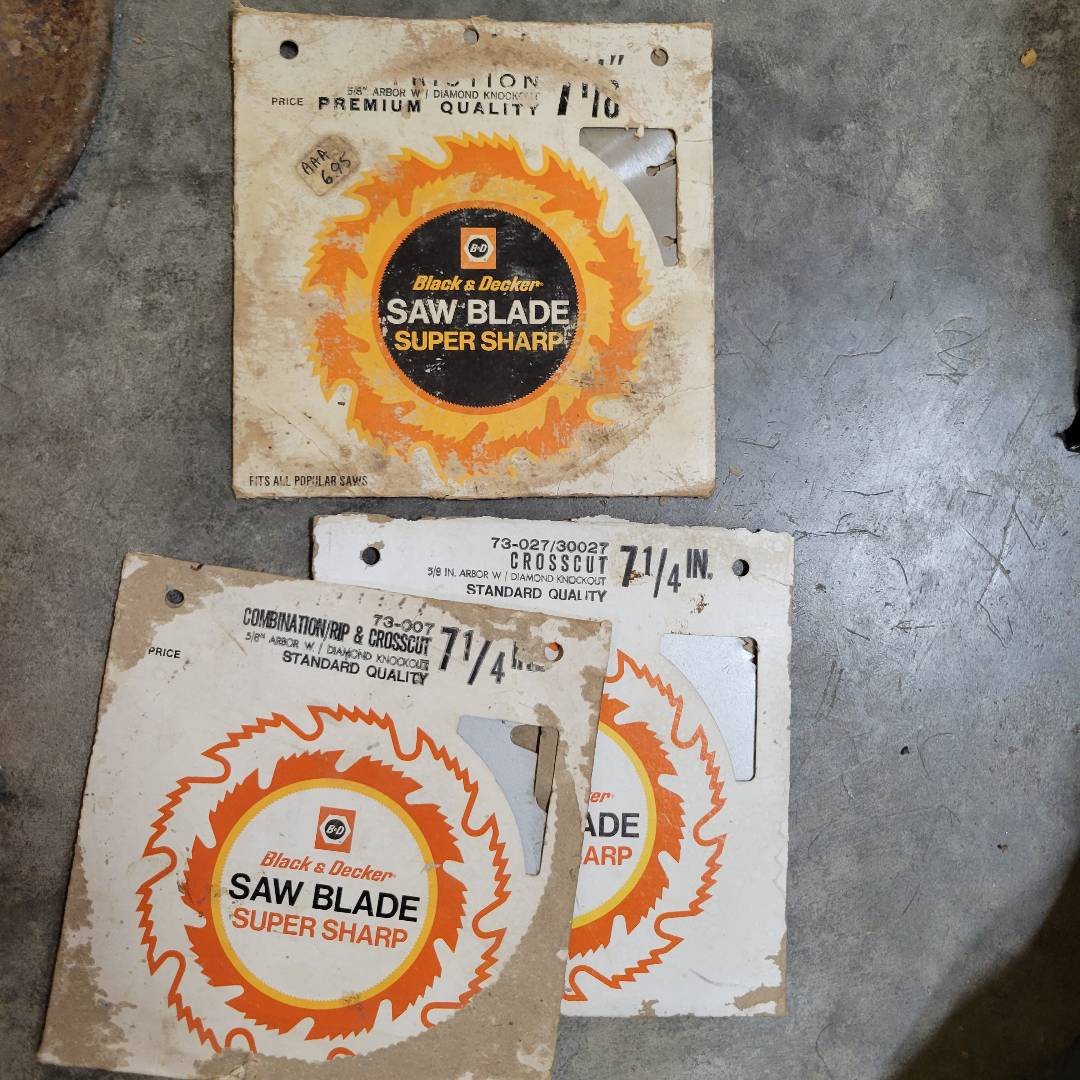 FRICTION
5/8" ARBOR W / DIAMOND KNOCKOUT
PRICE PREMIUM QUALITY
AAA
6.95
B&D
Black & Decker
SAW BLADE
SUPER SHARP
FITS ALL POPULAR SAWS
73-027/30027
CROSSCUT
7 1/4 IN.
5/8 IN. ARBOR W / DIAMOND KNOCKOUT
STANDARD QUALITY
ker
ADE
ARP
73-007
COMBINATION/RIP & CROSSCUT
7 1/4
5/8" ARBOR W / DIAMOND KNOCKOUT
STANDARD QUALITY
PRICE
B&D
Black & Decker
SAW BLADE
SUPER SHARP